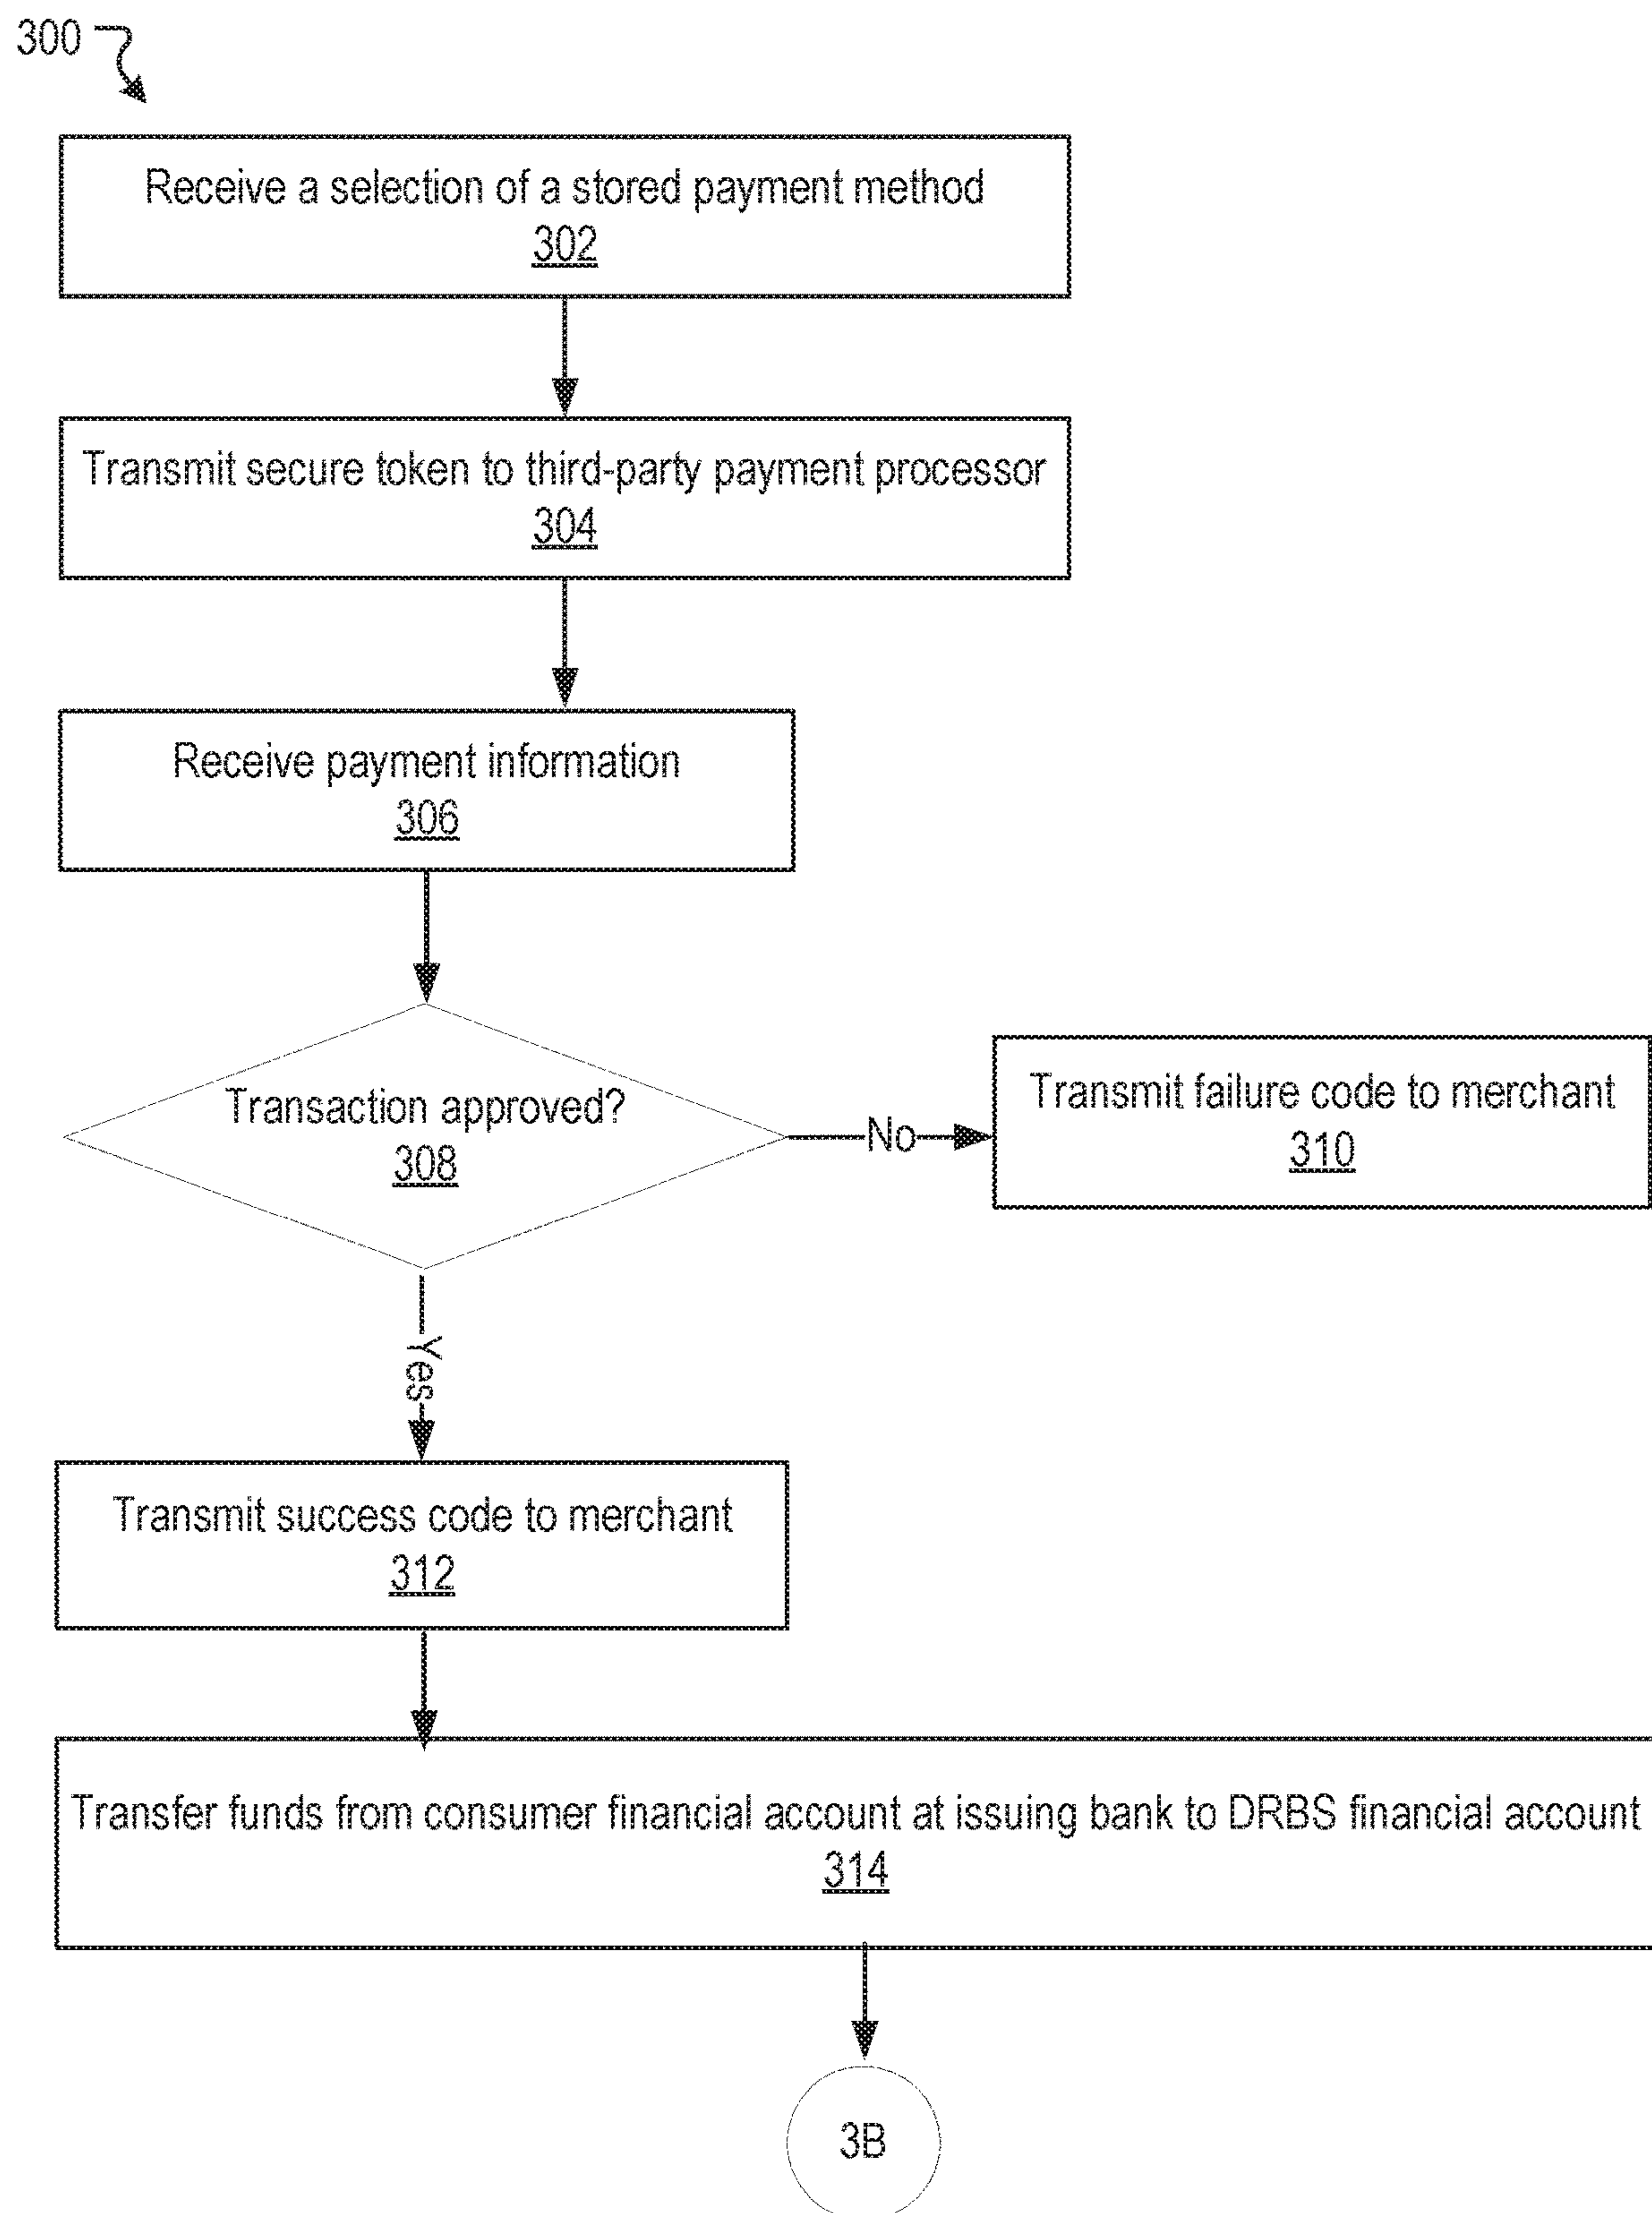 300
Receive a selection of a stored payment method
302
Transmit secure token to third-party payment processor
304
Receive payment information
306
Transaction approved?
308
No
Transmit failure code to merchant
310
Yes
Transmit success code to merchant
312
Transfer funds from consumer financial account at issuing bank to DRBS financial account
314
3B